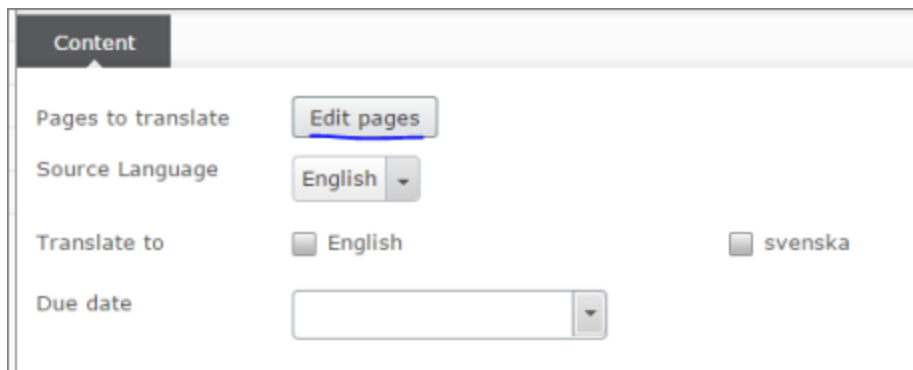 Content
Pages to translate Edit pages
Source Language English
Translate to English svenska
Due date